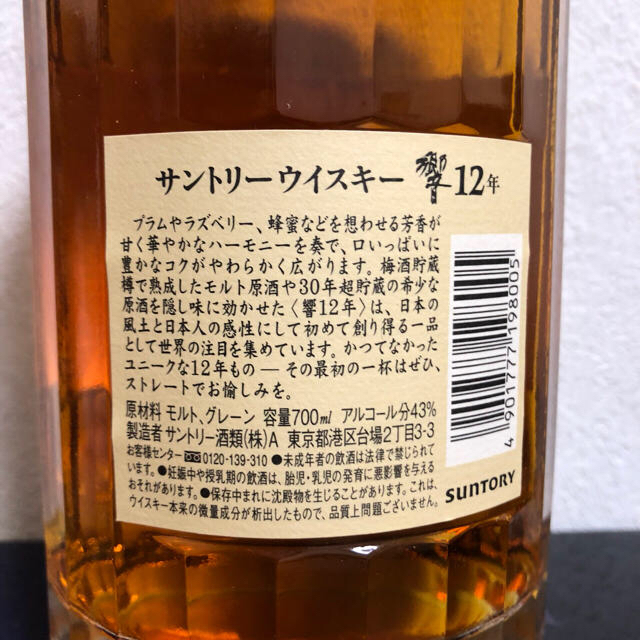 サントリーウイスキー 響 12年
プラムやラズベリー、蜂蜜などを想わせる芳香が
甘く華やかなハーモニーを奏で、口いっぱいに
豊かなコクがやわらかく広がります。梅酒貯蔵
樽で熟成したモルト原酒や30年超貯蔵の希少な
原酒を隠し味に効かせた〈響12年〉は、日本の
風土と日本人の感性にして初めて創り得る一品
として世界の注目を集めています。かつてなかった
ユニークな12年もの ― その最初の一杯はぜひ、
ストレートでお愉しみを。
原材料 モルト、グレーン 容量700ml アルコール分43%
製造者 サントリー酒類(株)A 東京都港区台場2丁目3-3
お客様センター 0120-139-310 ●未成年者の飲酒は法律で禁じられて
います。●妊娠中や授乳期の飲酒は、胎児・乳児の発育に悪影響を与える
おそれがあります。●保存中まれに沈殿物を生じることがあります。これは、
ウイスキー本来の微量成分が析出したもので、品質上問題ございません。
4 901777 198005
SUNTORY